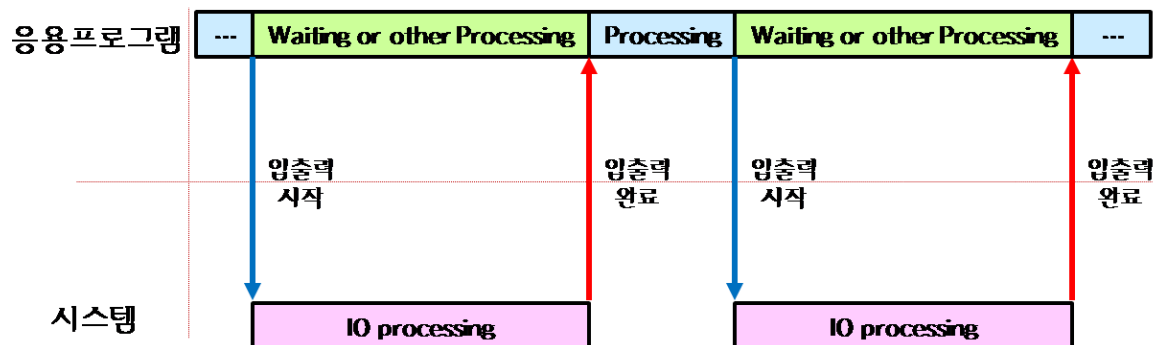 응용프로그램 --- Waiting or other Processing Processing Waiting or other Processing ---
입출력 입출력 입출력 입출력
시작 완료 시작 완료
시스템 IO processing IO processing